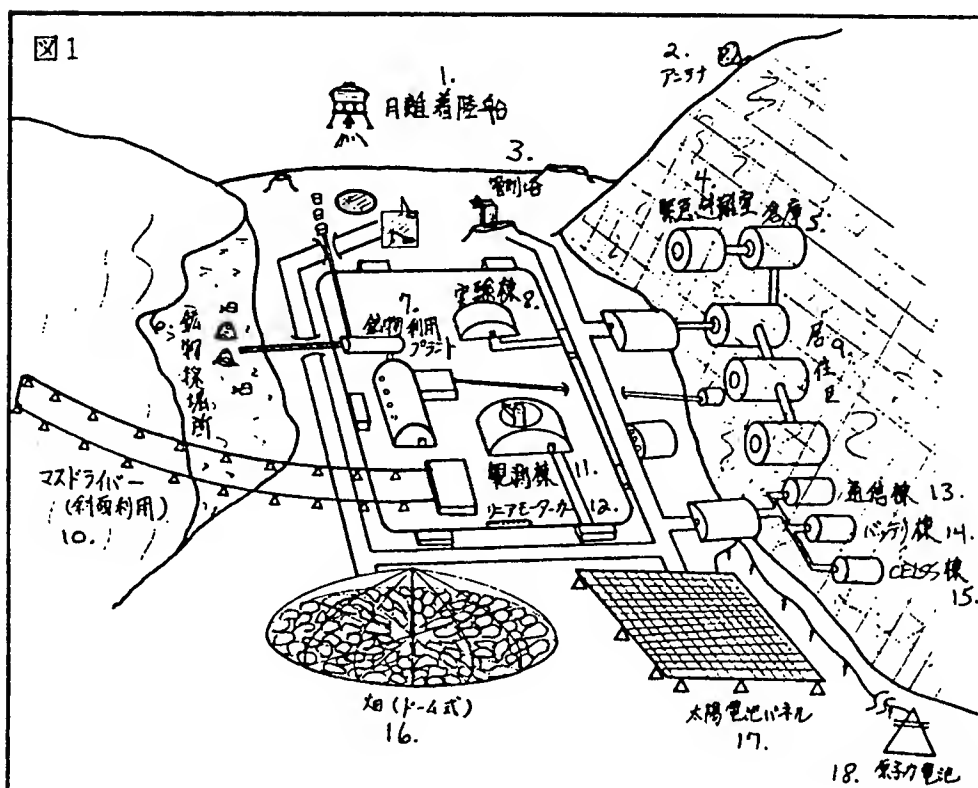 図1
1.
月離着陸船
2.
アンテナ
3.
管制塔
4.
緊急避難室
倉庫 5.
6. 鉱物採掘所
7.
鉱物利用
プラント
実験棟
8.
居住区 9.
マスドライバー
(斜面利用)
10.
観測棟 11.
リニアモーターカー 12.
通信棟 13.
バッテリ棟 14.
CELSS棟
15.
畑(ドーム式)
16.
太陽電池パネル
17.
18. 原子力電池